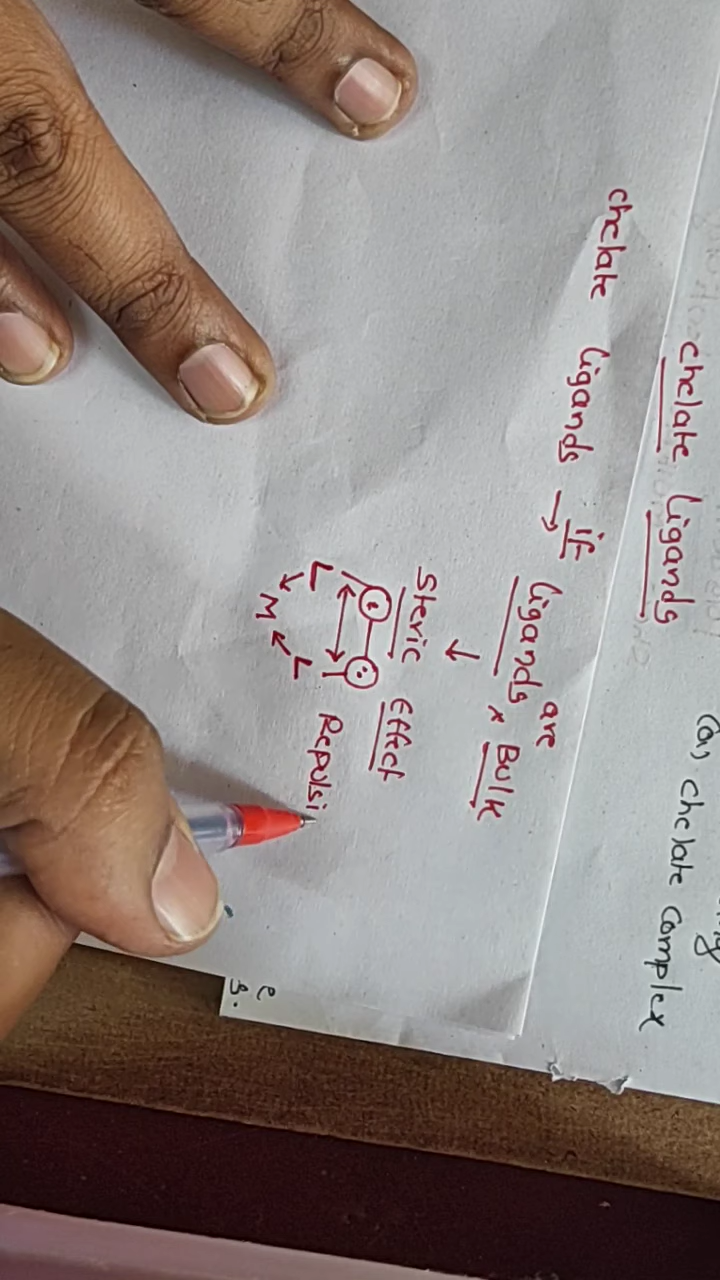 chelate ligands
(a) chelate complex
chelate ligands → if ligands are Bulk
↓
Steric Effect
L L Repulsi
M